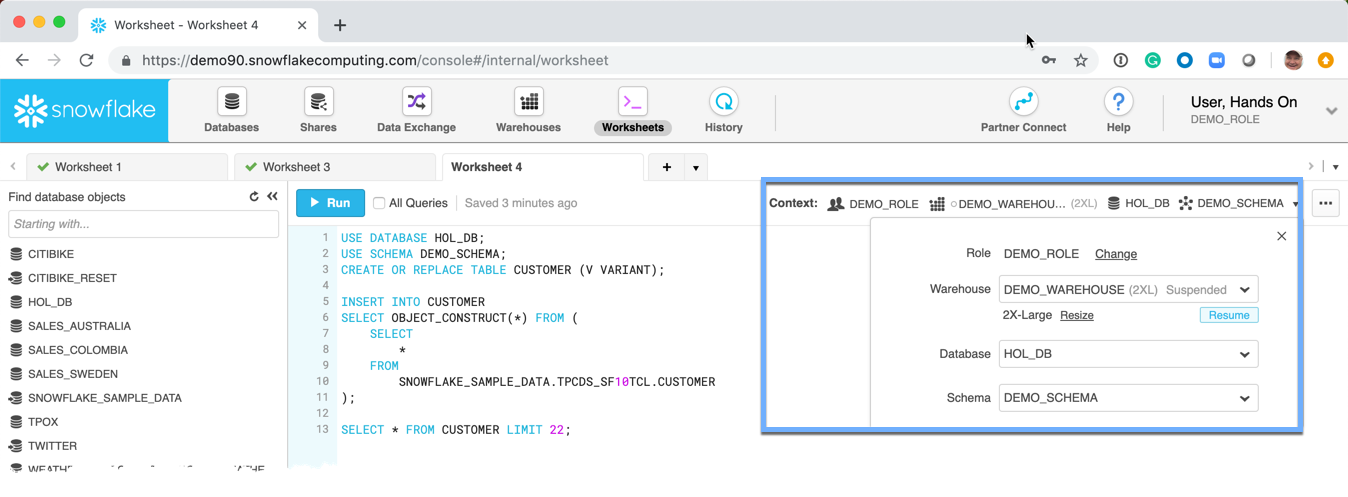 Worksheet - Worksheet 4
https://demo90.snowflakecomputing.com/console#/internal/worksheet
snowflake
Databases
Shares
Data Exchange
Warehouses
Worksheets
History
Partner Connect
Help
User, Hands On
DEMO_ROLE
Worksheet 1
Worksheet 3
Worksheet 4
Find database objects
Starting with...
CITIBIKE
CITIBIKE_RESET
HOL_DB
SALES_AUSTRALIA
SALES_COLOMBIA
SALES_SWEDEN
SNOWFLAKE_SAMPLE_DATA
TPOX
TWITTER
Run
All Queries
Saved 3 minutes ago
1 USE DATABASE HOL_DB;
2 USE SCHEMA DEMO_SCHEMA;
3 CREATE OR REPLACE TABLE CUSTOMER (V VARIANT);
4
5 INSERT INTO CUSTOMER
6 SELECT OBJECT_CONSTRUCT(*) FROM (
7 SELECT
8 *
9 FROM
10 SNOWFLAKE_SAMPLE_DATA.TPCDS_SF10TCL.CUSTOMER
11 );
12
13 SELECT * FROM CUSTOMER LIMIT 22;
Context: DEMO_ROLE DEMO_WAREHOU... (2XL) HOL_DB DEMO_SCHEMA
Role DEMO_ROLE Change
Warehouse DEMO_WAREHOUSE (2XL) Suspended
2X-Large Resize Resume
Database HOL_DB
Schema DEMO_SCHEMA